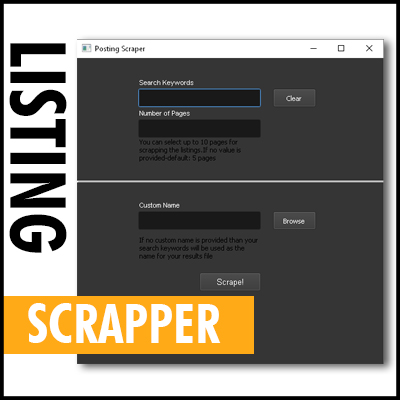 LISTING
SCRAPPER
Posting Scraper
Search Keywords
Clear
Number of Pages
You can select up to 10 pages for
scrapping the listings.If no value is
provided-default: 5 pages
Custom Name
Browse
If no custom name is provided than your
search keywords will be used as the
name for your results file
Scrape!